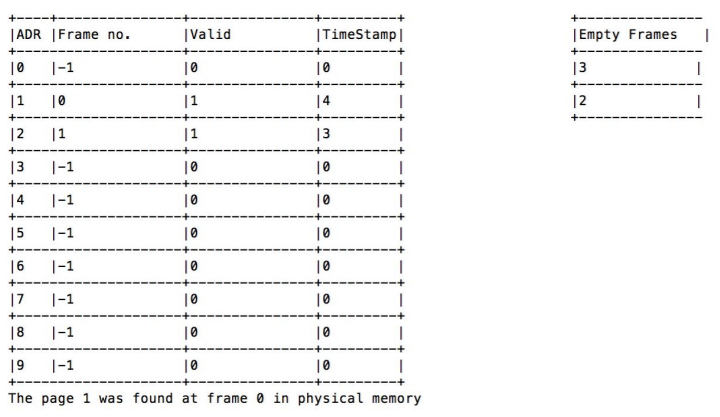 +----+---------------+---------------+---------+ +---------------
|ADR |Frame no. |Valid |TimeStamp| |Empty Frames |
+----+---------------+---------------+---------+ +---------------
|0 |-1 |0 |0 | |3 |
+--------------------+---------------+---------+ +---------------
|1 |0 |1 |4 | |2 |
+--------------------+---------------+---------+ +---------------
|2 |1 |1 |3 |
+--------------------+---------------+---------+
|3 |-1 |0 |0 |
+--------------------+---------------+---------+
|4 |-1 |0 |0 |
+--------------------+---------------+---------+
|5 |-1 |0 |0 |
+--------------------+---------------+---------+
|6 |-1 |0 |0 |
+--------------------+---------------+---------+
|7 |-1 |0 |0 |
+--------------------+---------------+---------+
|8 |-1 |0 |0 |
+--------------------+---------------+---------+
|9 |-1 |0 |0 |
+--------------------+---------------+---------+
The page 1 was found at frame 0 in physical memory